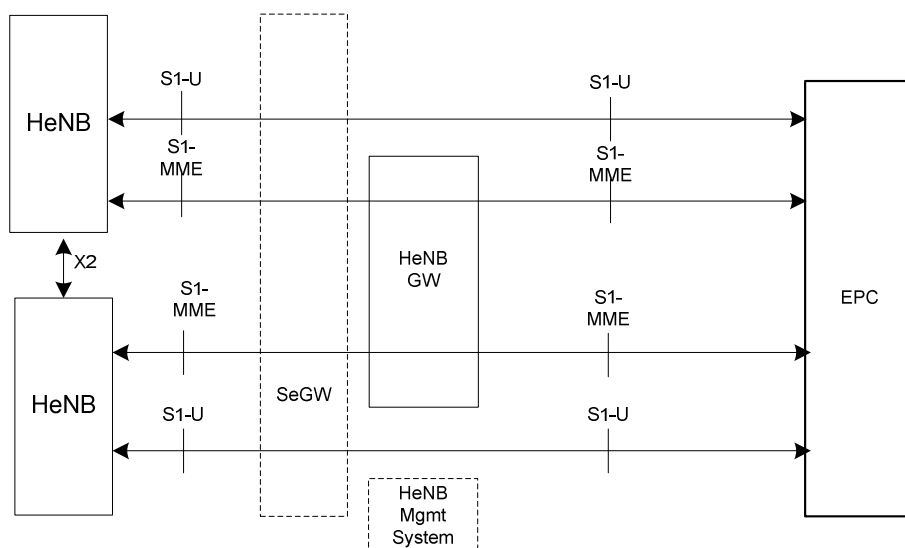 S1-U
S1-U
HeNB
S1-
MME
S1-
MME
HeNB
GW
X2
S1-
MME
S1-
MME
EPC
SeGW
HeNB
S1-U
S1-U
HeNB
Mgmt
System